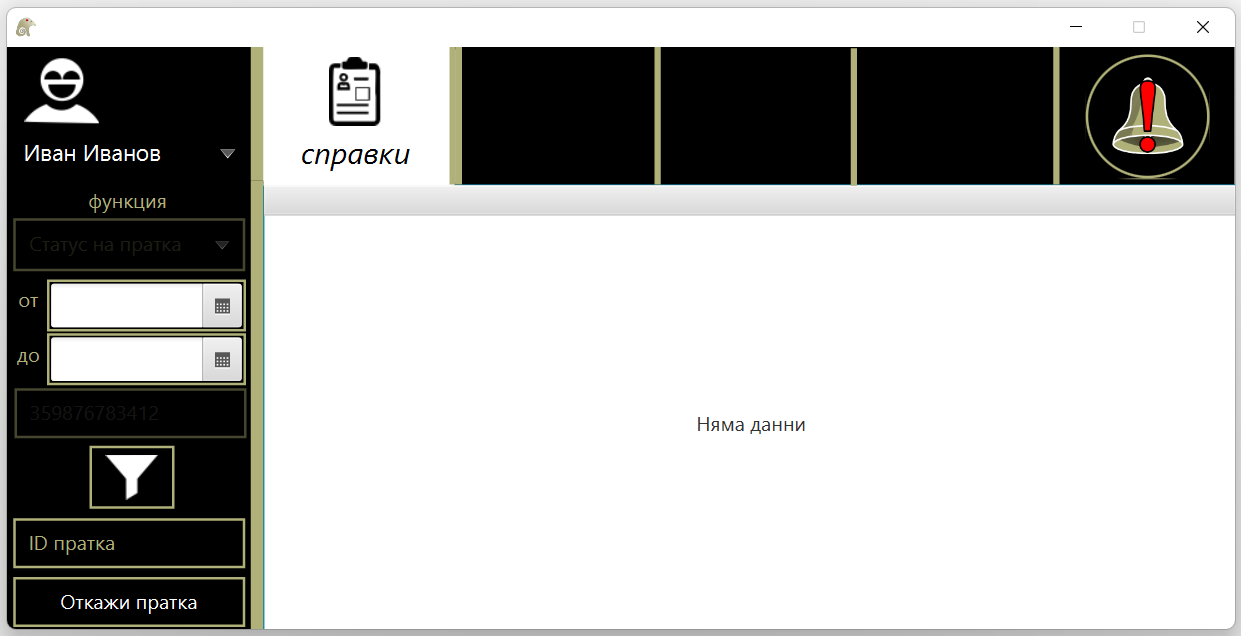 Иван Иванов
справки
функция
Статус на пратка
от
до
359876783412
Няма данни
ID пратка
Откажи пратка